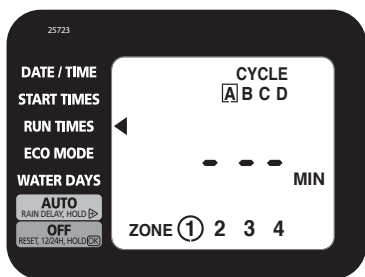 25723
DATE / TIME
START TIMES
RUN TIMES
ECO MODE
WATER DAYS
AUTO
RAIN DELAY, HOLD
OFF
RESET, 12/24H, HOLD OK
CYCLE
A B C D
- - -
MIN
ZONE 1 2 3 4